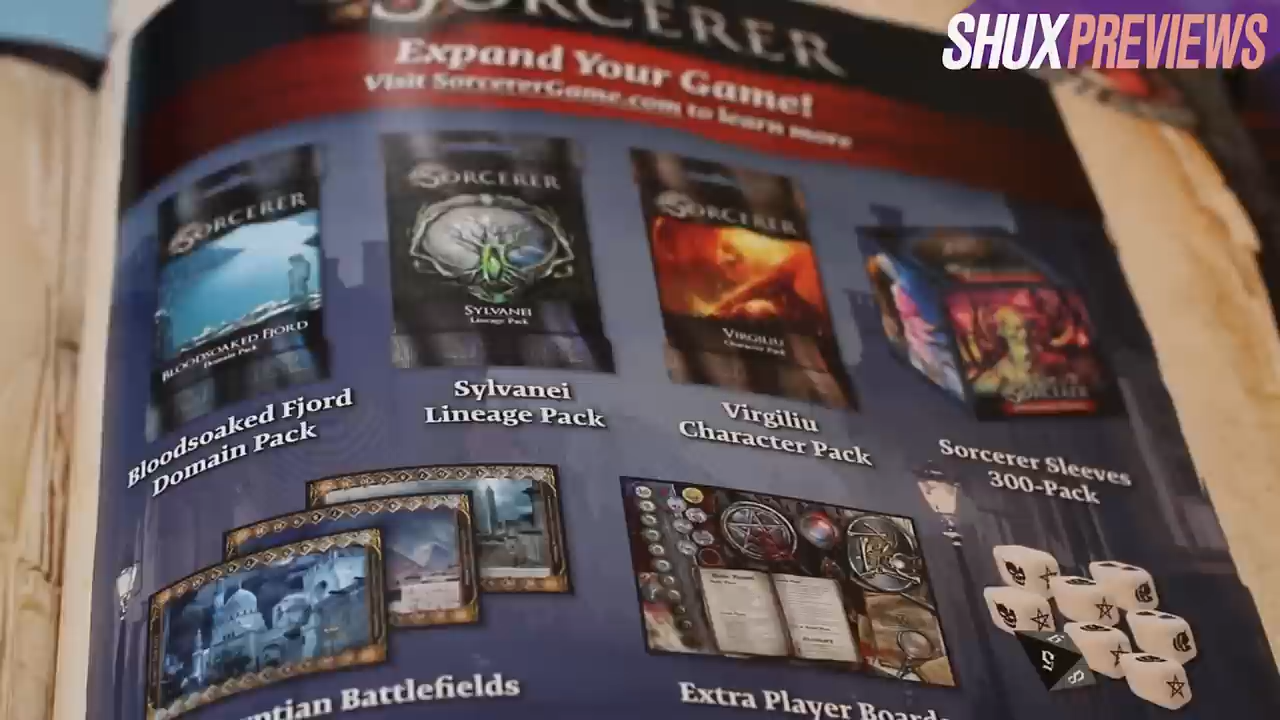 SHUXPREVIEWS
SORCERER
Expand Your Game!
Visit SorcererGame.com to learn more
SORCERER
BLOODSOAKED FJORD
Domain Pack
Bloodsoaked Fjord
Domain Pack
SORCERER
SYLVANEI
Lineage Pack
Sylvanei
Lineage Pack
SORCERER
VIRGILIU
Character Pack
Virgiliu
Character Pack
SORCERER
Sorcerer Sleeves
300-Pack
ptian Battlefields
Extra Player Boards